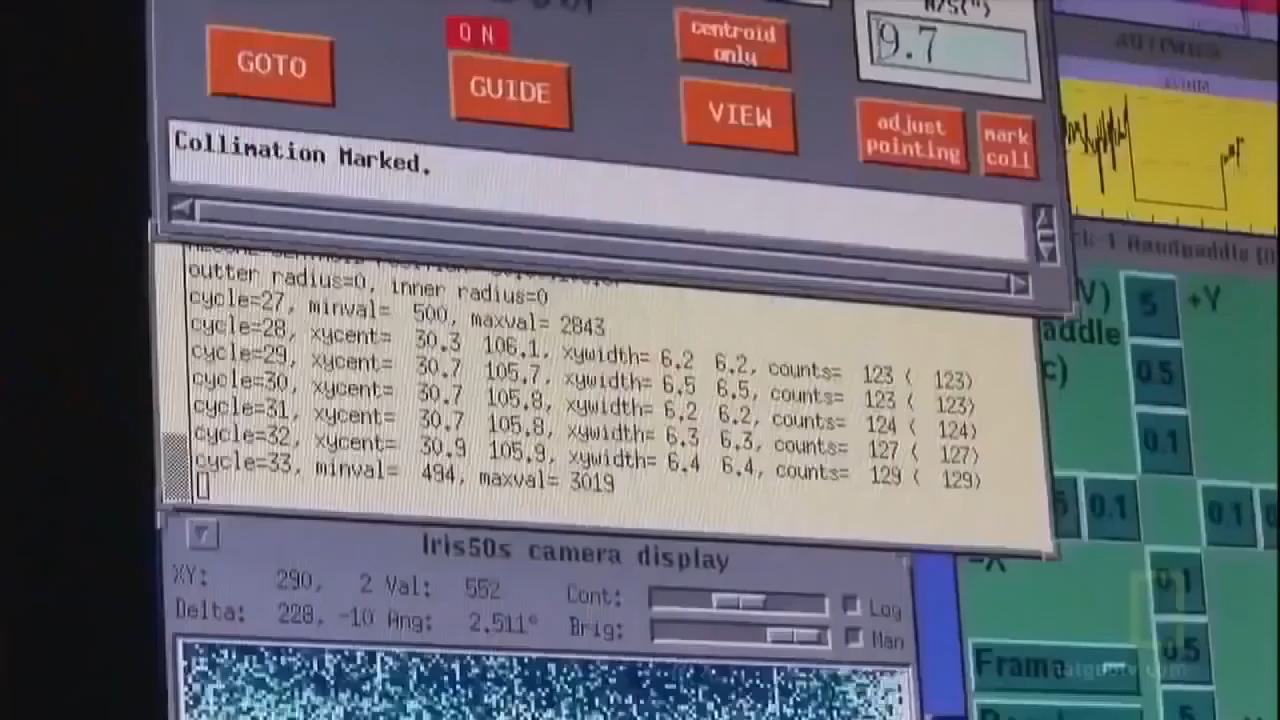 ON
GOTO
GUIDE
centroid only
VIEW
9.7
adjust pointing
mark coll
Collimation Marked.
outter radius=0, inner radius=0
cycle=27, minval= 500, maxval= 2843
cycle=28, xycent= 30.3 106.1, xywidth= 6.2 6.2, counts= 123 ( 123)
cycle=29, xycent= 30.7 105.7, xywidth= 6.5 6.5, counts= 123 ( 123)
cycle=30, xycent= 30.7 105.8, xywidth= 6.2 6.2, counts= 124 ( 124)
cycle=31, xycent= 30.7 105.8, xywidth= 6.3 6.3, counts= 127 ( 127)
cycle=32, xycent= 30.9 105.9, xywidth= 6.4 6.4, counts= 129 ( 129)
cycle=33, minval= 494, maxval= 3019
Iris50s camera display
XY: 290, 2 Val: 552
Cont:
Log
Delta: 228, -10 Ang: 2.511°
Brig:
Man
Handpaddle
5
+Y
addle
0.5
0.1
0.1
0.1
-X
0.1
0.5
Frame